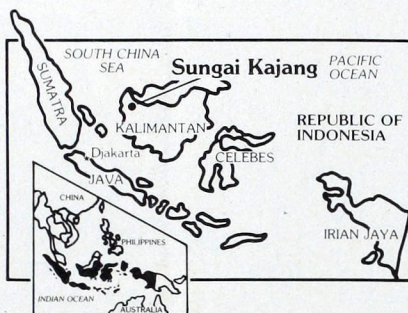 SOUTH CHINA
SEA
Sungai Kajang
PACIFIC
OCEAN
SUMATRA
KALIMANTAN
REPUBLIC OF
INDONESIA
Djakarta
CELEBES
JAVA
IRIAN JAYA
CHINA
PHILIPPINES
INDIAN OCEAN
AUSTRALIA